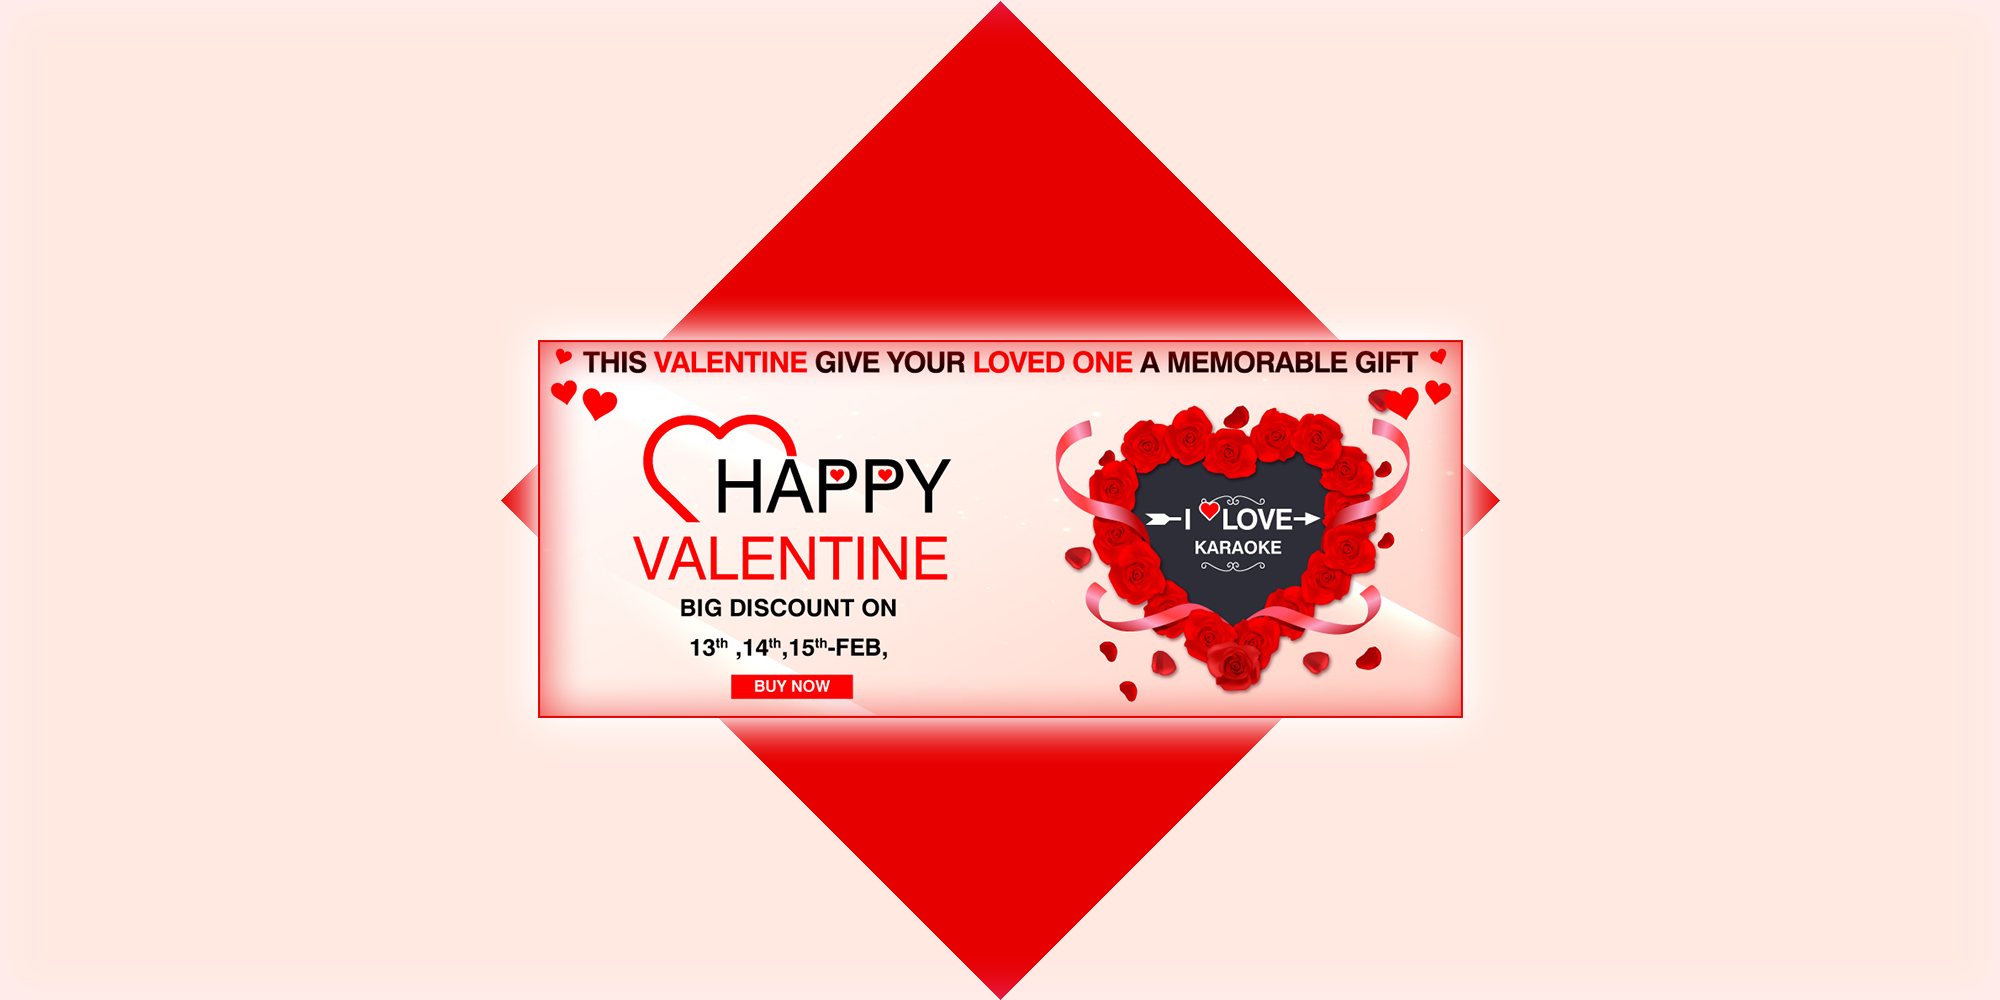 THIS VALENTINE GIVE YOUR LOVED ONE A MEMORABLE GIFT
HAPPY
VALENTINE
BIG DISCOUNT ON
13th ,14th,15th-FEB,
BUY NOW
I LOVE
KARAOKE